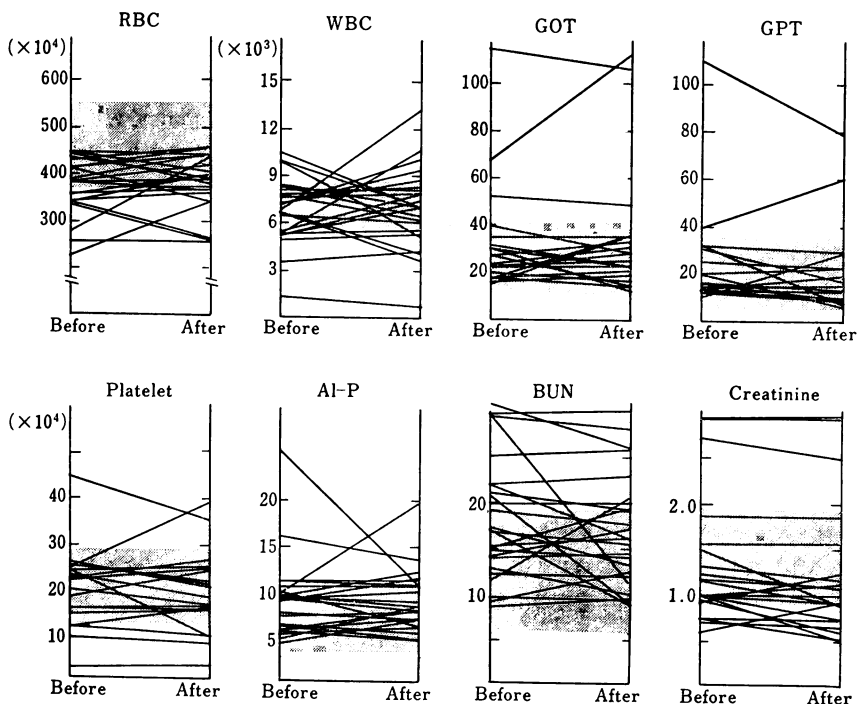 RBC
(×10⁴)
600
500
400
300
Before After
WBC
(×10³)
15
12
9
6
3
Before After
GOT
100
80
60
40
20
Before After
GPT
100
80
60
40
20
Before After
Platelet
(×10⁴)
40
30
20
10
Before After
Al-P
20
15
10
5
Before After
BUN
20
10
Before After
Creatinine
2.0
1.0
Before After